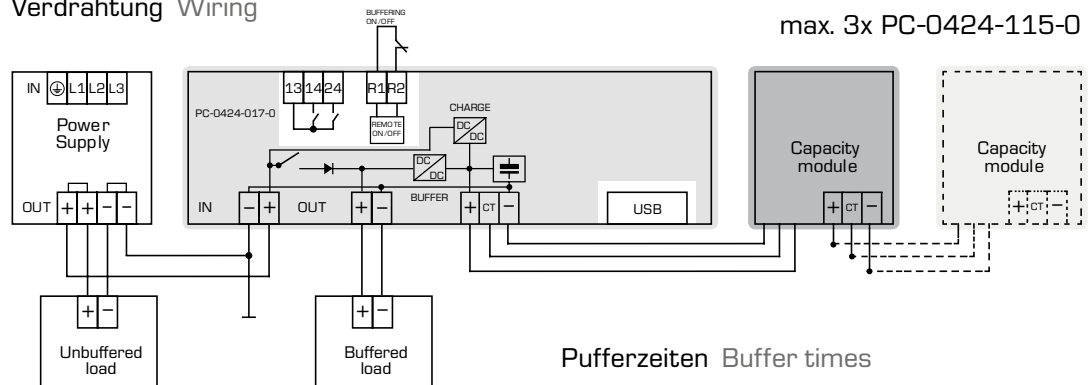 Verdrahtung Wiring
max. 3x PC-0424-115-0
BUFFERING
ON/OFF
IN L1 L2 L3
Power
Supply
OUT + + − −
PC-0424-017-0
13 14 24
R1 R2
REMOTE
ON/OFF
CHARGE
DC
DC
DC
DC
BUFFER
IN − + OUT + − + CT −
USB
Capacity
module
+ CT −
Capacity
module
+ CT −
+ −
Unbuffered
load
+ −
Buffered
load
Pufferzeiten Buffer times